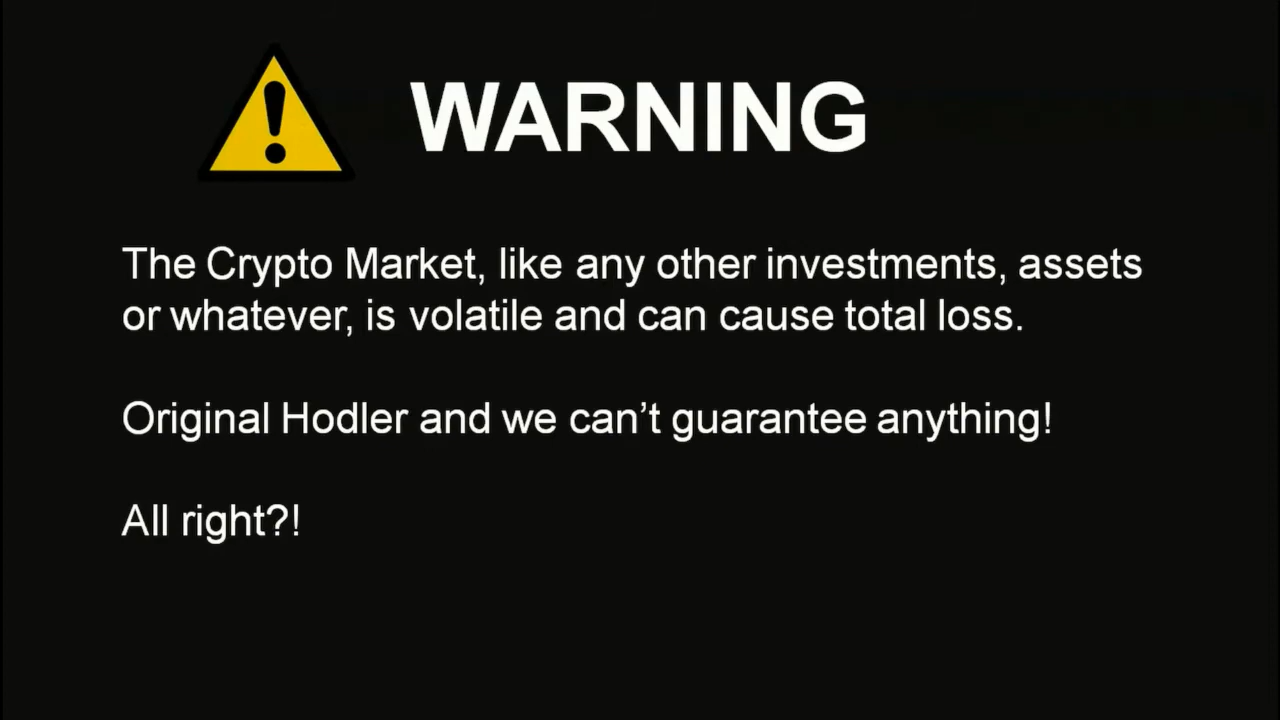 WARNING
The Crypto Market, like any other investments, assets
or whatever, is volatile and can cause total loss.
Original Hodler and we can’t guarantee anything!
All right?!